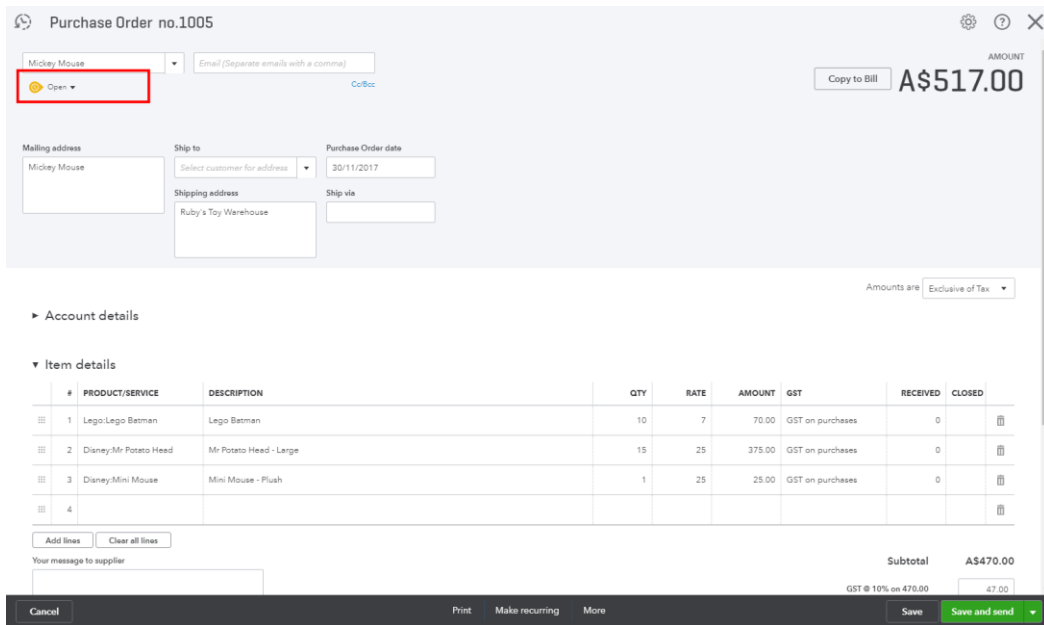 Purchase Order no.1005
Mickey Mouse
Email (Separate emails with a comma)
AMOUNT
Copy to Bill
A$517.00
Open
Cc/Bcc
Mailing address
Ship to
Purchase Order date
Mickey Mouse
Select customer for address
30/11/2017
Shipping address
Ship via
Ruby's Toy Warehouse
Amounts are
Exclusive of Tax
Account details
Item details
# PRODUCT/SERVICE DESCRIPTION QTY RATE AMOUNT GST RECEIVED CLOSED
1 Lego:Lego Batman Lego Batman 10 7 70.00 GST on purchases 0
2 Disney:Mr Potato Head Mr Potato Head - Large 15 25 375.00 GST on purchases 0
3 Disney:Mini Mouse Mini Mouse - Plush 1 25 25.00 GST on purchases 0
4
Add lines
Clear all lines
Your message to supplier
Subtotal A$470.00
GST @ 10% on 470.00 47.00
Cancel
Print
Make recurring
More
Save
Save and send